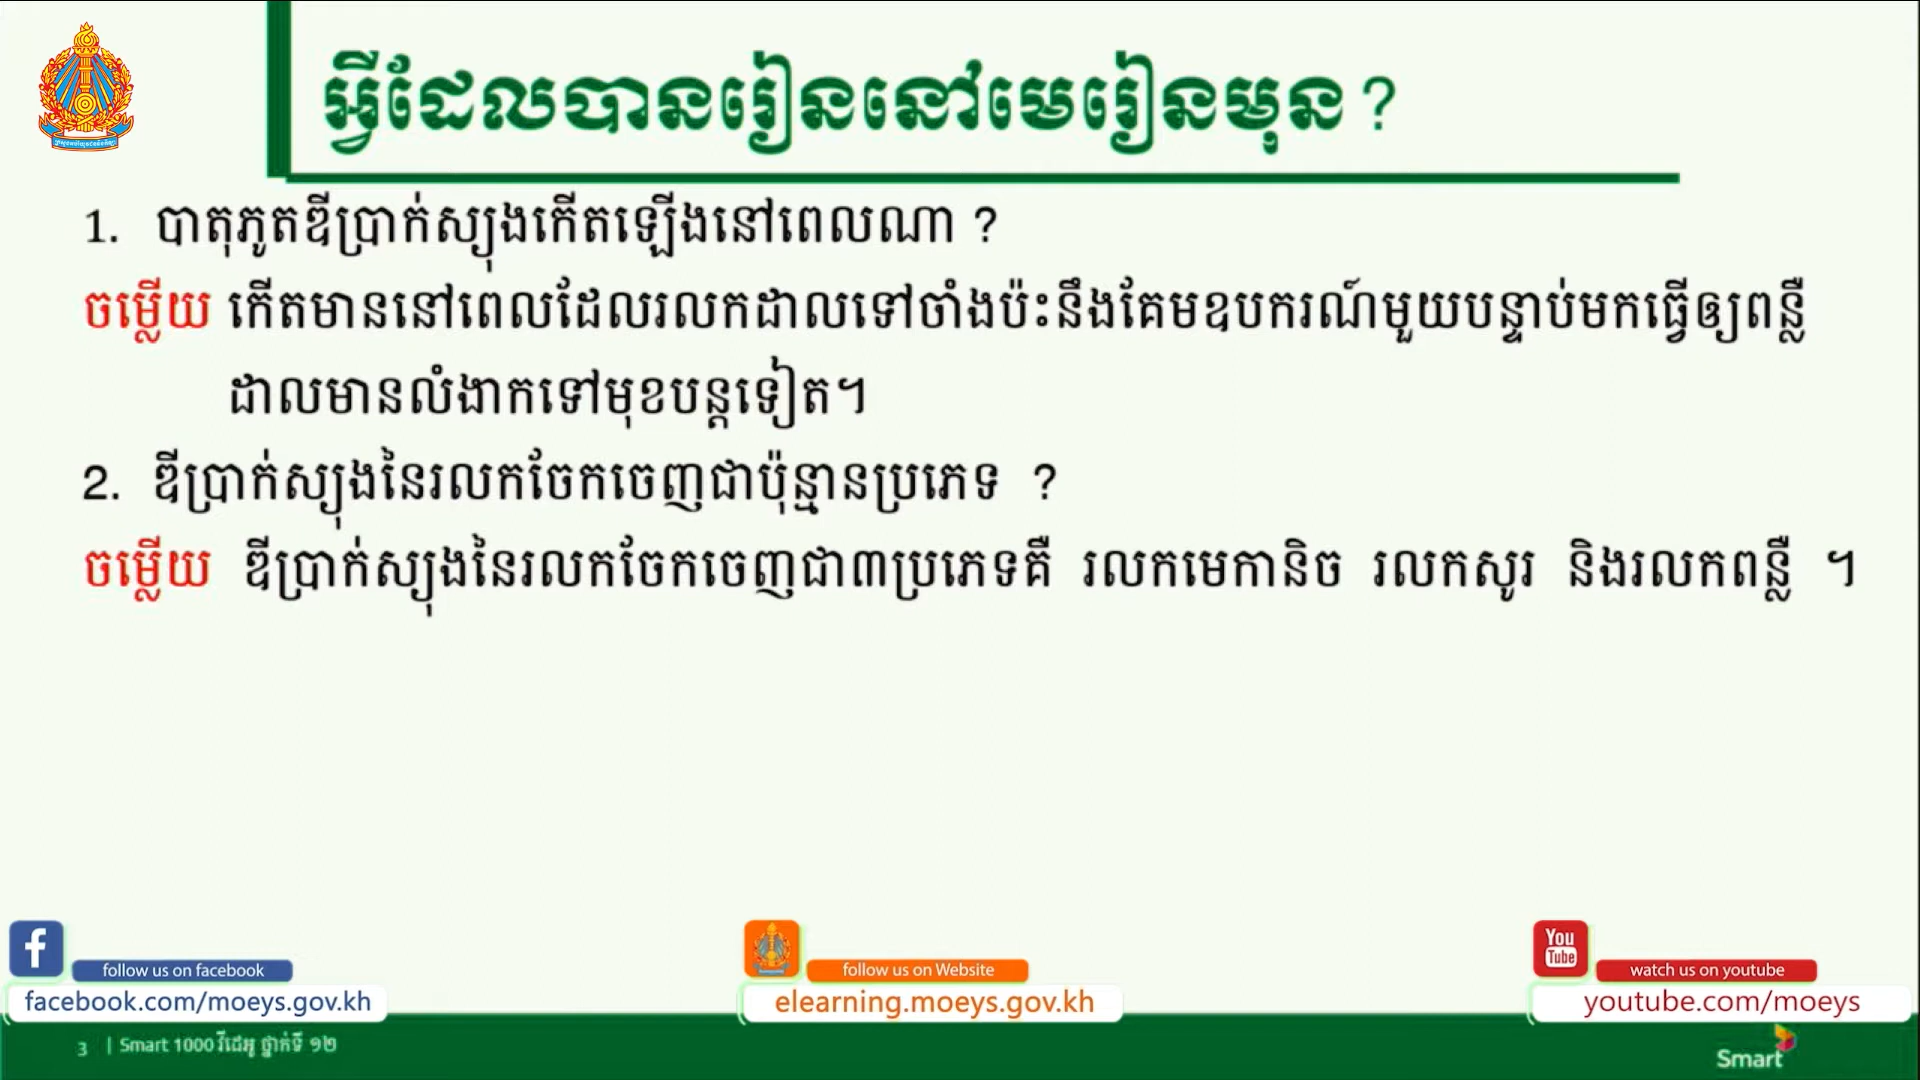 អ្វីដែលបានរៀននៅមេរៀនមុន ?
1. បាតុភូតឌីប្រាក់ស្យុងកើតឡើងនៅពេលណា ?
ចម្លើយ កើតមាននៅពេលដែលរលកដាលទៅចាំងប៉ះនឹងគែមឧបករណ៍មួយបន្ទាប់មកធ្វើឲ្យពន្លឺ
ដាលមានលំងាកទៅមុខបន្តទៀត។
2. ឌីប្រាក់ស្យុងនៃរលកចែកចេញជាប៉ុន្មានប្រភេទ ?
ចម្លើយ ឌីប្រាក់ស្យុងនៃរលកចែកចេញជា៣ប្រភេទគឺ រលកមេកានិច រលកសូរ និងរលកពន្លឺ ។
follow us on facebook
facebook.com/moeys.gov.kh
follow us on Website
elearning.moeys.gov.kh
You
Tube
watch us on youtube
youtube.com/moeys
3 | Smart 1000 វីដេអូ ថ្នាក់ទី ១២
Smart